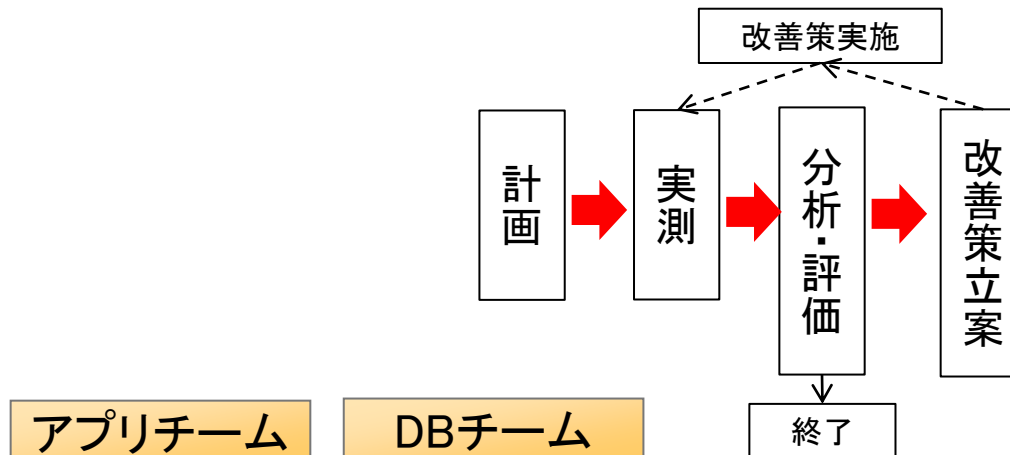 改善策実施
計画
実測
分析・評価
改善策立案
アプリチーム
DBチーム
終了